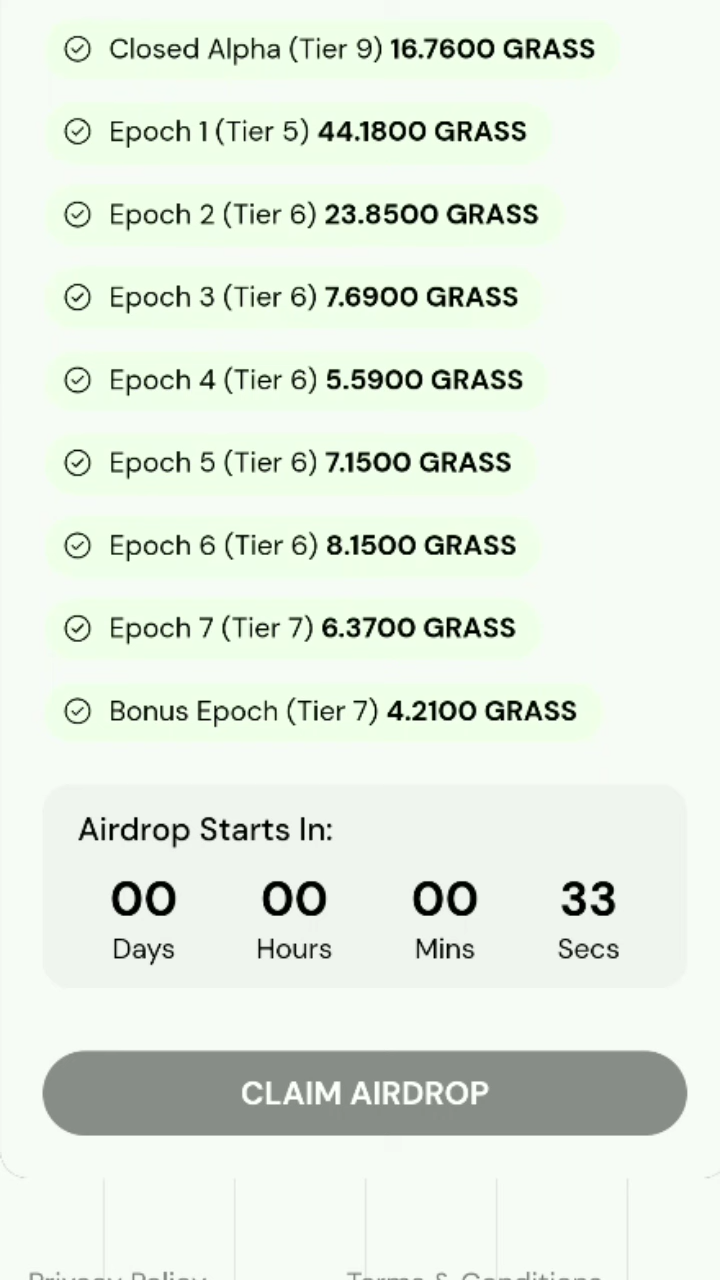 Closed Alpha (Tier 9) 16.7600 GRASS
Epoch 1 (Tier 5) 44.1800 GRASS
Epoch 2 (Tier 6) 23.8500 GRASS
Epoch 3 (Tier 6) 7.6900 GRASS
Epoch 4 (Tier 6) 5.5900 GRASS
Epoch 5 (Tier 6) 7.1500 GRASS
Epoch 6 (Tier 6) 8.1500 GRASS
Epoch 7 (Tier 7) 6.3700 GRASS
Bonus Epoch (Tier 7) 4.2100 GRASS
Airdrop Starts In:
00 00 00 33
Days Hours Mins Secs
CLAIM AIRDROP
Privacy Policy Terms & Conditions